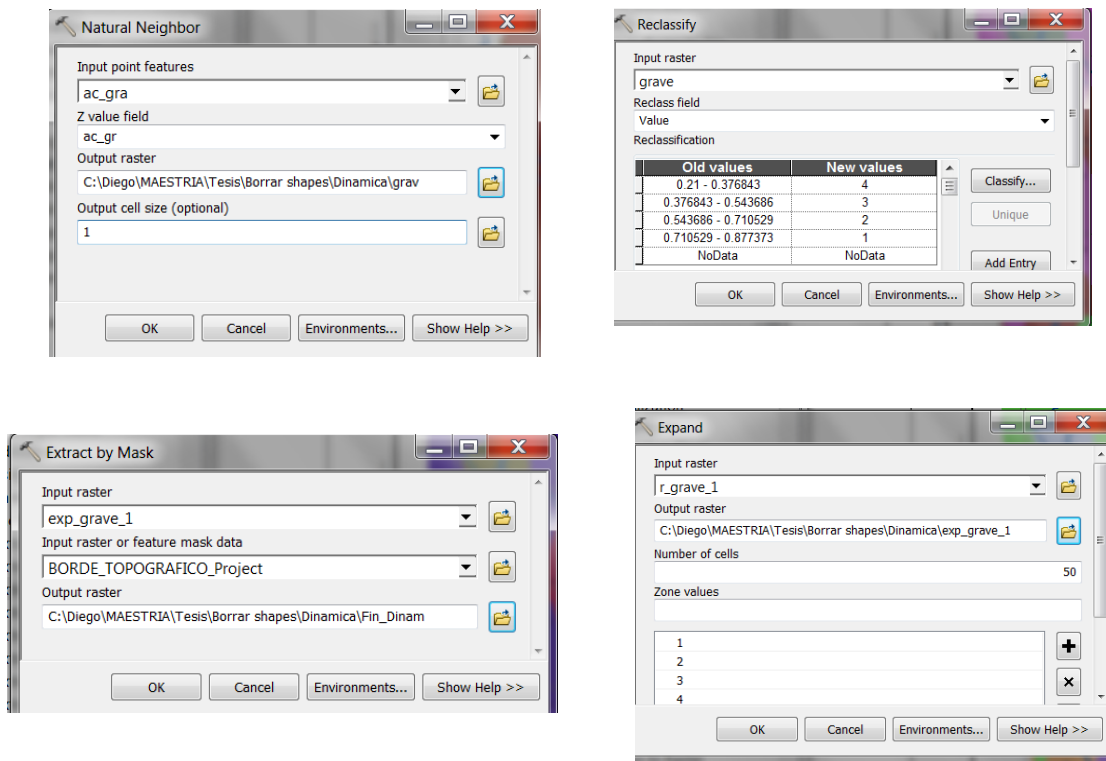 Natural Neighbor
Input point features
ac_gra
Z value field
ac_gr
Output raster
C:\Diego\MAESTRIA\Tesis\Borrar shapes\Dinamica\grav
Output cell size (optional)
1
OK Cancel Environments... Show Help >>
Reclassify
Input raster
grave
Reclass field
Value
Reclassification
Old values New values
0.21 - 0.376843 4
0.376843 - 0.543686 3
0.543686 - 0.710529 2
0.710529 - 0.877373 1
NoData NoData
Classify...
Unique
Add Entry
OK Cancel Environments... Show Help >>
Extract by Mask
Input raster
exp_grave_1
Input raster or feature mask data
BORDE_TOPOGRAFICO_Project
Output raster
C:\Diego\MAESTRIA\Tesis\Borrar shapes\Dinamica\Fin_Dinam
OK Cancel Environments... Show Help >>
Expand
Input raster
r_grave_1
Output raster
C:\Diego\MAESTRIA\Tesis\Borrar shapes\Dinamica\exp_grave_1
Number of cells
50
Zone values
1
2
3
4
OK Cancel Environments... Show Help >>